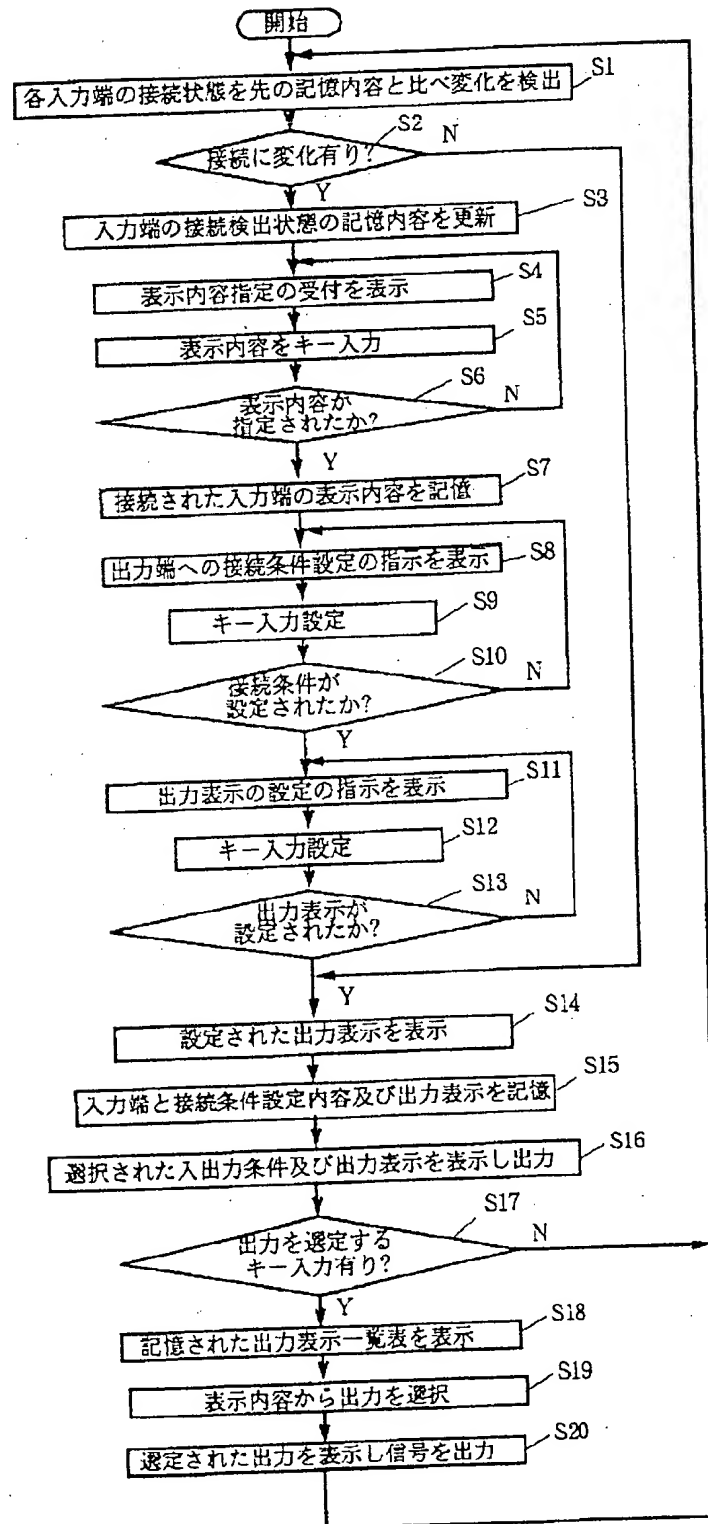 開始
各入力端の接続状態を先の記憶内容と比べ変化を検出
S1
接続に変化有り?
S2
N
Y
入力端の接続検出状態の記憶内容を更新
S3
表示内容指定の受付を表示
S4
表示内容をキー入力
S5
表示内容が
指定されたか?
S6
N
Y
接続された入力端の表示内容を記憶
S7
出力端への接続条件設定の指示を表示
S8
キー入力設定
S9
接続条件が
設定されたか?
S10
N
Y
出力表示の設定の指示を表示
S11
キー入力設定
S12
出力表示が
設定されたか?
S13
N
Y
設定された出力表示を表示
S14
入力端と接続条件設定内容及び出力表示を記憶
S15
選択された入出力条件及び出力表示を表示し出力
S16
出力を選定する
キー入力有り?
S17
N
Y
記憶された出力表示一覧表を表示
S18
表示内容から出力を選択
S19
選定された出力を表示し信号を出力
S20